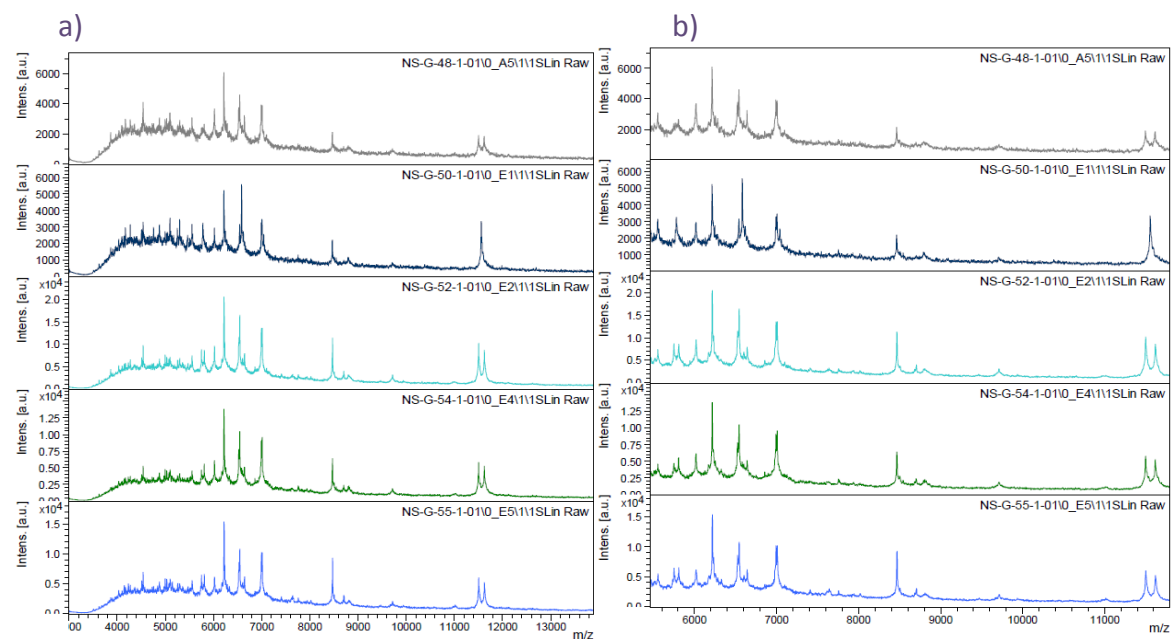 a)
NS-G-48-1-01\0_A5\1\1SLin Raw
Intens. [a.u.]
6000
4000
2000
0
NS-G-50-1-01\0_E1\1\1SLin Raw
Intens. [a.u.]
6000
5000
4000
3000
2000
1000
0
NS-G-52-1-01\0_E2\1\1SLin Raw
Intens. [a.u.]
x10⁴
2.0
1.5
1.0
0.5
0.0
NS-G-54-1-01\0_E4\1\1SLin Raw
Intens. [a.u.]
x10⁴
1.25
1.00
0.75
0.50
0.25
0.00
NS-G-55-1-01\0_E5\1\1SLin Raw
Intens. [a.u.]
x10⁴
1.5
1.0
0.5
0.0
00 4000 5000 6000 7000 8000 9000 10000 11000 12000 13000
m/z
b)
NS-G-48-1-01\0_A5\1\1SLin Raw
Intens. [a.u.]
6000
4000
2000
NS-G-50-1-01\0_E1\1\1SLin Raw
Intens. [a.u.]
6000
5000
4000
3000
2000
1000
NS-G-52-1-01\0_E2\1\1SLin Raw
Intens. [a.u.]
x10⁴
2.0
1.5
1.0
0.5
0.0
NS-G-54-1-01\0_E4\1\1SLin Raw
Intens. [a.u.]
x10⁴
1.25
1.00
0.75
0.50
0.25
0.00
NS-G-55-1-01\0_E5\1\1SLin Raw
Intens. [a.u.]
x10⁴
1.5
1.0
0.5
0.0
6000 7000 8000 9000 10000 11000
m/z